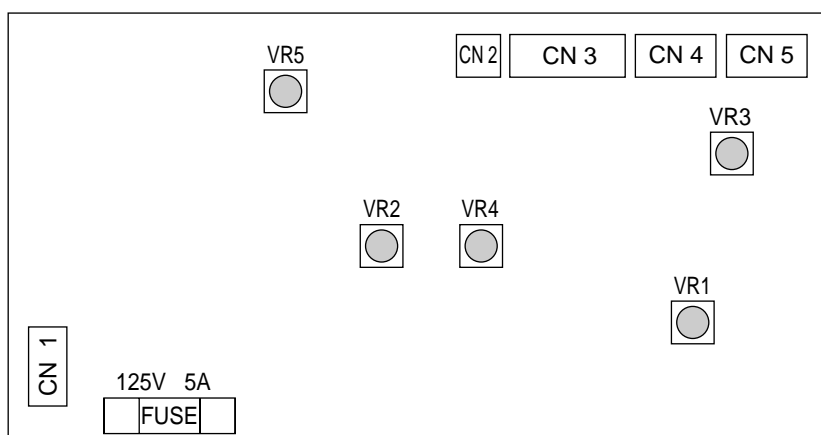 VR5
CN 2
CN 3
CN 4
CN 5
VR3
VR2
VR4
VR1
CN 1
125V 5A
FUSE